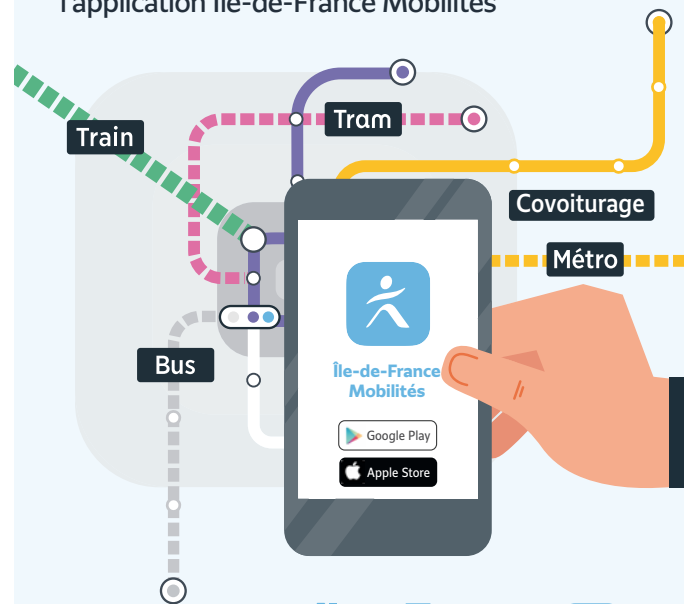 l'application Île-de-France Mobilités
Tram
Train
Covoiturage
Métro
Bus
Île-de-France
Mobilités
Google Play
Apple Store